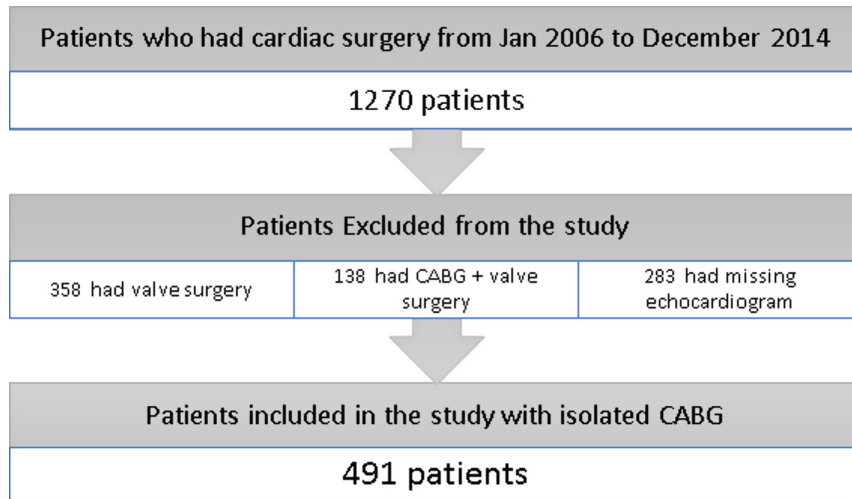 Patients who had cardiac surgery from Jan 2006 to December 2014
1270 patients
Patients Excluded from the study
358 had valve surgery
138 had CABG + valve
surgery
283 had missing
echocardiogram
Patients included in the study with isolated CABG
491 patients